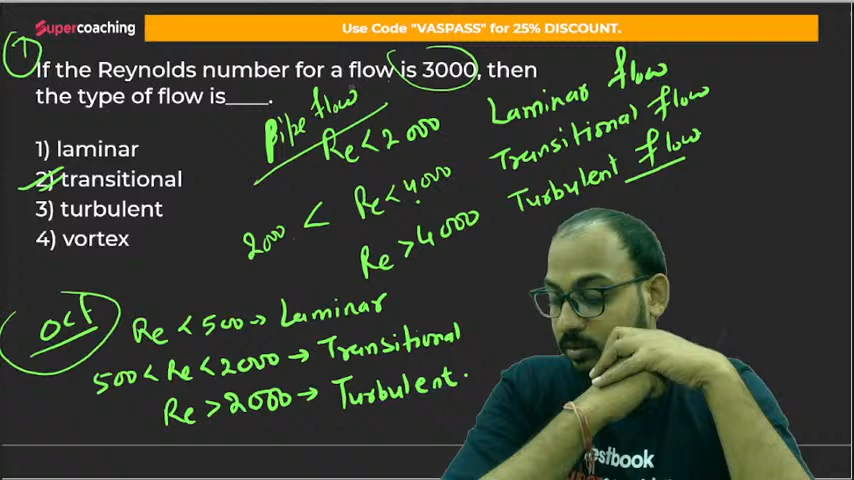 Supercoaching
Use Code "VASPASS" for 25% DISCOUNT.
1
If the Reynolds number for a flow is 3000, then
the type of flow is____.
1) laminar
2) transitional
3) turbulent
4) vortex
Pipe flow
Re < 2000 Laminar flow
2000 < Re < 4000 Transitional flow
Re > 4000 Turbulent flow
OCF
Re < 500 → Laminar
500 < Re < 2000 → Transitional
Re > 2000 → Turbulent.
testbook